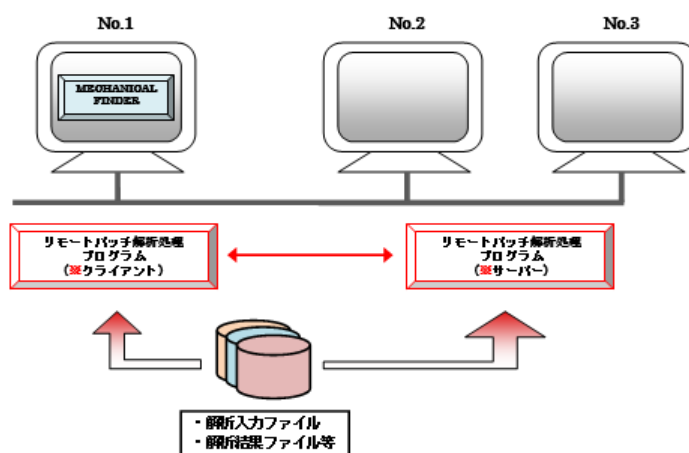 No.1
No.2
No.3
MECHANICAL
FINDER
リモートバッチ解析処理
プログラム
(※クライアント)
リモートバッチ解析処理
プログラム
(※サーバー)
・解析入力ファイル
・解析結果ファイル等